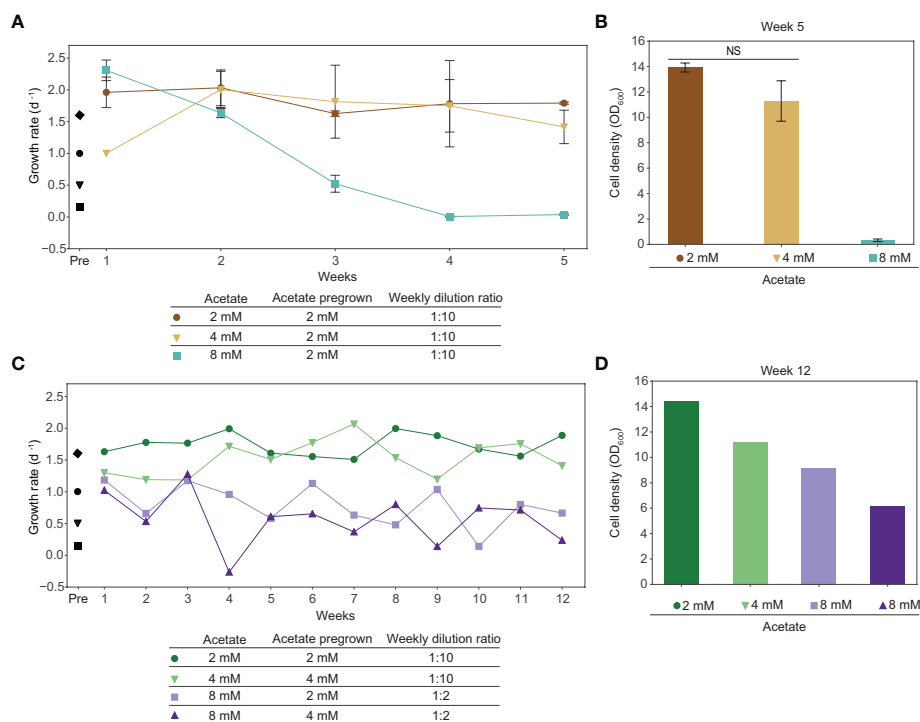 A
Growth rate (d⁻¹)
2.5
2.0
1.5
1.0
0.5
0.0
−0.5
Pre 1 2 3 4 5
Weeks
Acetate Acetate pregrown Weekly dilution ratio
2 mM 2 mM 1:10
4 mM 2 mM 1:10
8 mM 2 mM 1:10
B
Week 5
Cell density (OD₆₀₀)
16
14
12
10
8
6
4
2
0
NS
2 mM 4 mM 8 mM
Acetate
C
Growth rate (d⁻¹)
2.5
2.0
1.5
1.0
0.5
0.0
−0.5
Pre 1 2 3 4 5 6 7 8 9 10 11 12
Weeks
Acetate Acetate pregrown Weekly dilution ratio
2 mM 2 mM 1:10
4 mM 4 mM 1:10
8 mM 2 mM 1:2
8 mM 4 mM 1:2
D
Week 12
Cell density (OD₆₀₀)
16
14
12
10
8
6
4
2
0
2 mM 4 mM 8 mM 8 mM
Acetate